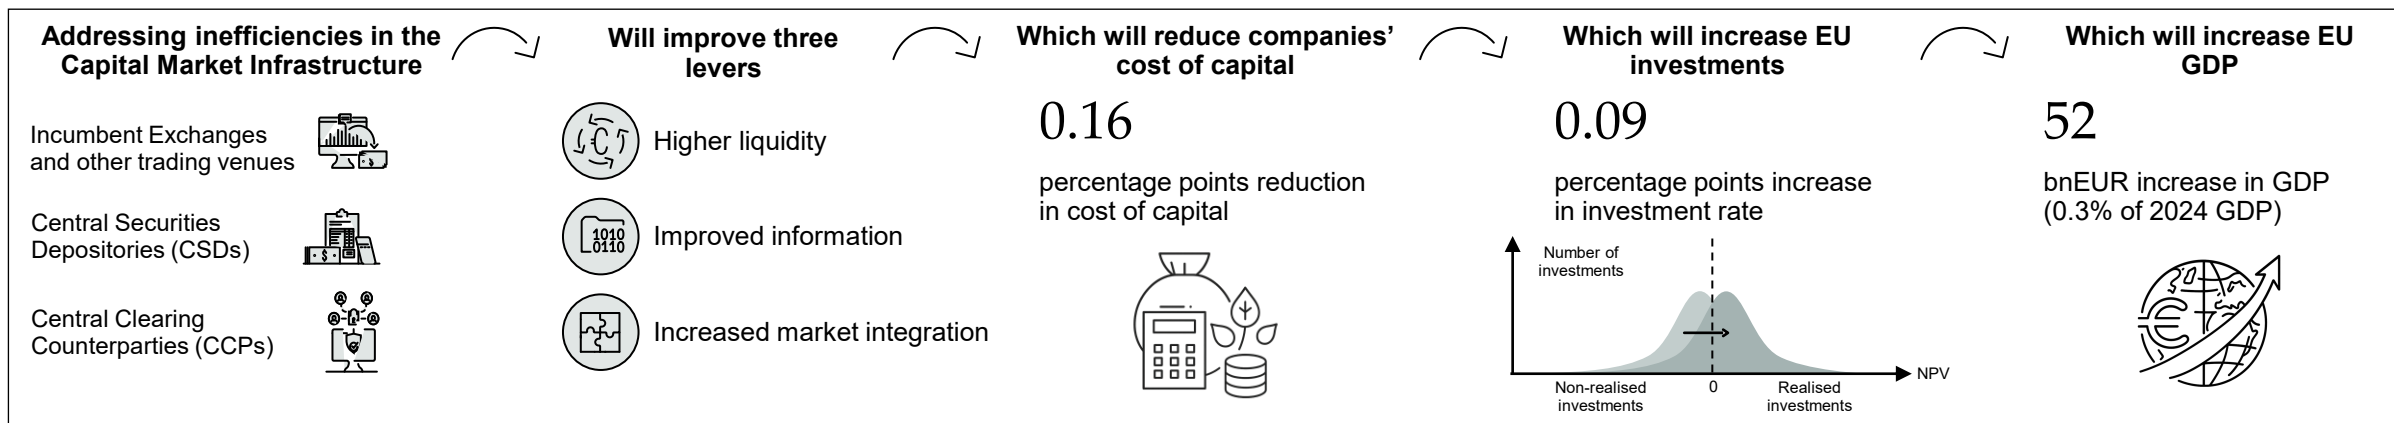 Addressing inefficiencies in the
Capital Market Infrastructure
Incumbent Exchanges
and other trading venues
Central Securities
Depositories (CSDs)
Central Clearing
Counterparties (CCPs)
Will improve three
levers
Higher liquidity
1010
0110
Improved information
Increased market integration
Which will reduce companies’
cost of capital
0.16
percentage points reduction
in cost of capital
Which will increase EU
investments
0.09
percentage points increase
in investment rate
Number of
investments
NPV
Non-realised
investments
0
Realised
investments
Which will increase EU
GDP
52
bnEUR increase in GDP
(0.3% of 2024 GDP)